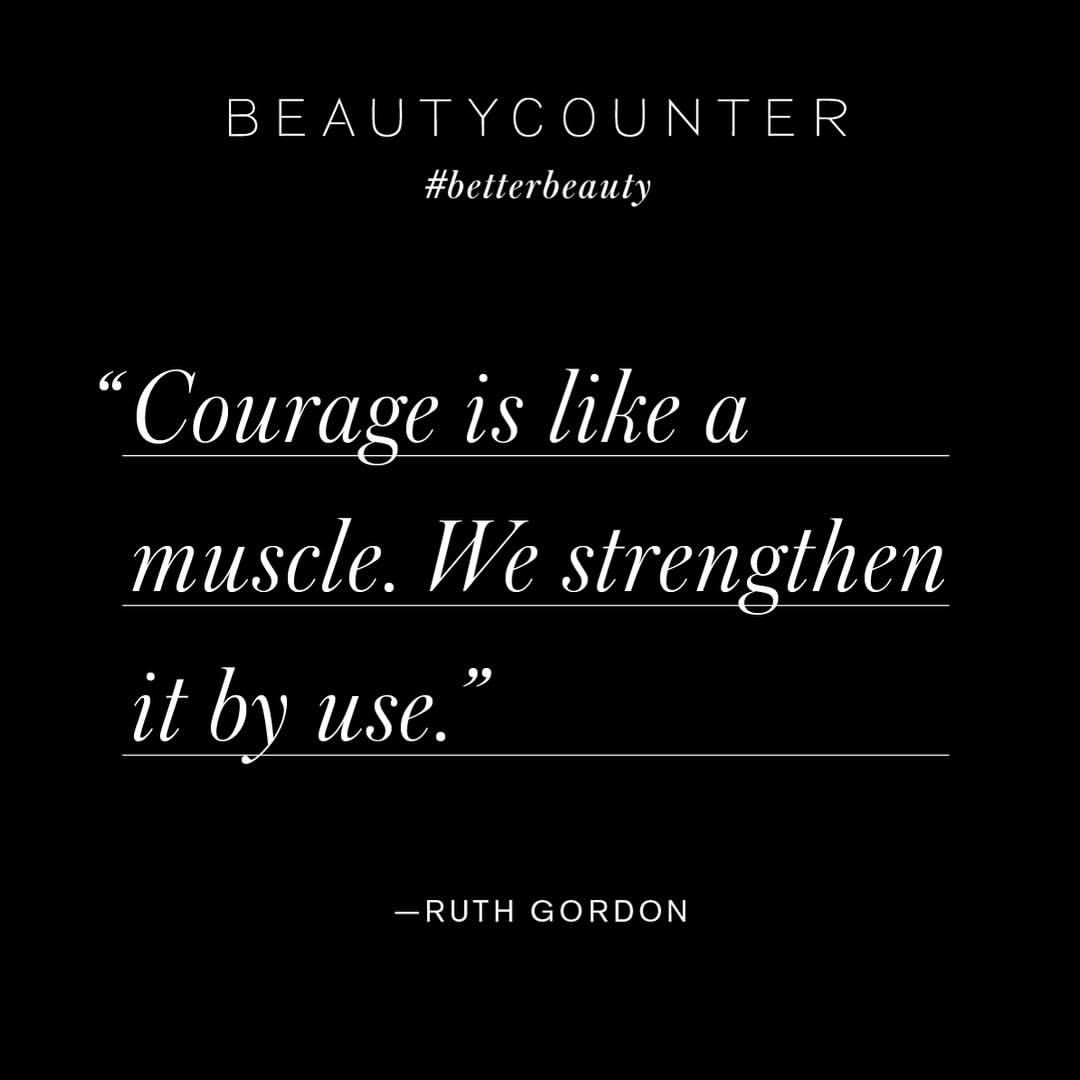 BEAUTYCOUNTER
#betterbeauty
“Courage is like a
muscle. We strengthen
it by use.”
—RUTH GORDON